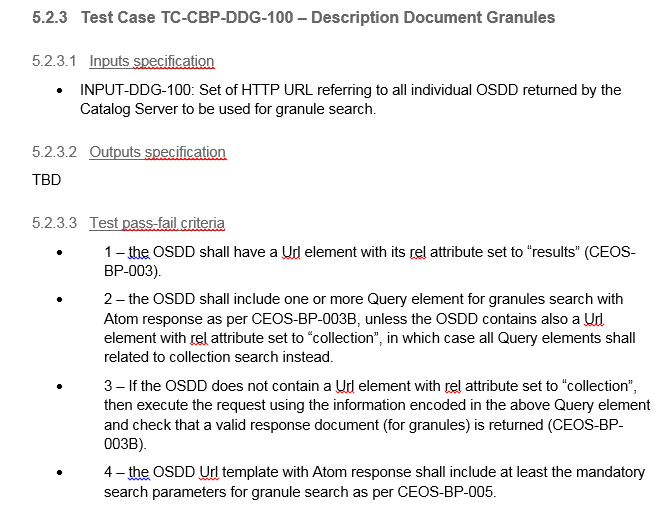 5.2.3 Test Case TC-CBP-DDG-100 – Description Document Granules
5.2.3.1 Inputs specification
• INPUT-DDG-100: Set of HTTP URL referring to all individual OSDD returned by the
Catalog Server to be used for granule search.
5.2.3.2 Outputs specification
TBD
5.2.3.3 Test pass-fail criteria
• 1 – the OSDD shall have a Url element with its rel attribute set to “results” (CEOS-
BP-003).
• 2 – the OSDD shall include one or more Query element for granules search with
Atom response as per CEOS-BP-003B, unless the OSDD contains also a Url
element with rel attribute set to “collection”, in which case all Query elements shall
related to collection search instead.
• 3 – If the OSDD does not contain a Url element with rel attribute set to “collection”,
then execute the request using the information encoded in the above Query element
and check that a valid response document (for granules) is returned (CEOS-BP-
003B).
• 4 – the OSDD Url template with Atom response shall include at least the mandatory
search parameters for granule search as per CEOS-BP-005.